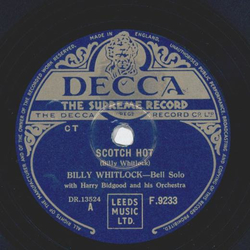 MADE IN ENGLAND
DECCA
THE SUPREME RECORD
THE DECCA
RECORD CO LTD
CT
SCOTCH HOT
(Billy Whitlock)
BILLY WHITLOCK—Bell Solo
with Harry Bidgood and his Orchestra
DR.13524
A
LEEDS
MUSIC
LTD.
F.9233